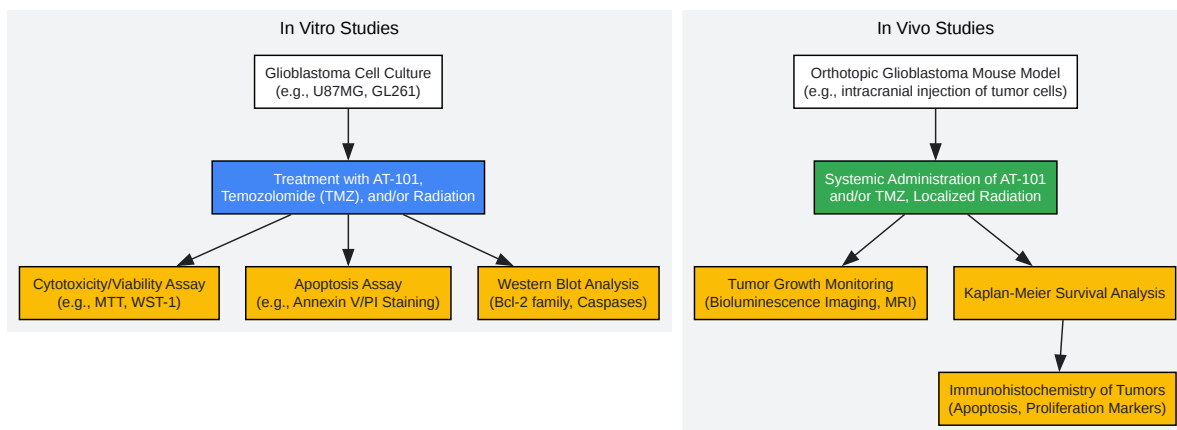 In Vitro Studies
Glioblastoma Cell Culture
(e.g., U87MG, GL261)
Treatment with AT-101,
Temozolomide (TMZ), and/or Radiation
Cytotoxicity/Viability Assay
(e.g., MTT, WST-1)
Apoptosis Assay
(e.g., Annexin V/PI Staining)
Western Blot Analysis
(Bcl-2 family, Caspases)
In Vivo Studies
Orthotopic Glioblastoma Mouse Model
(e.g., intracranial injection of tumor cells)
Systemic Administration of AT-101
and/or TMZ, Localized Radiation
Tumor Growth Monitoring
(Bioluminescence Imaging, MRI)
Kaplan-Meier Survival Analysis
Immunohistochemistry of Tumors
(Apoptosis, Proliferation Markers)